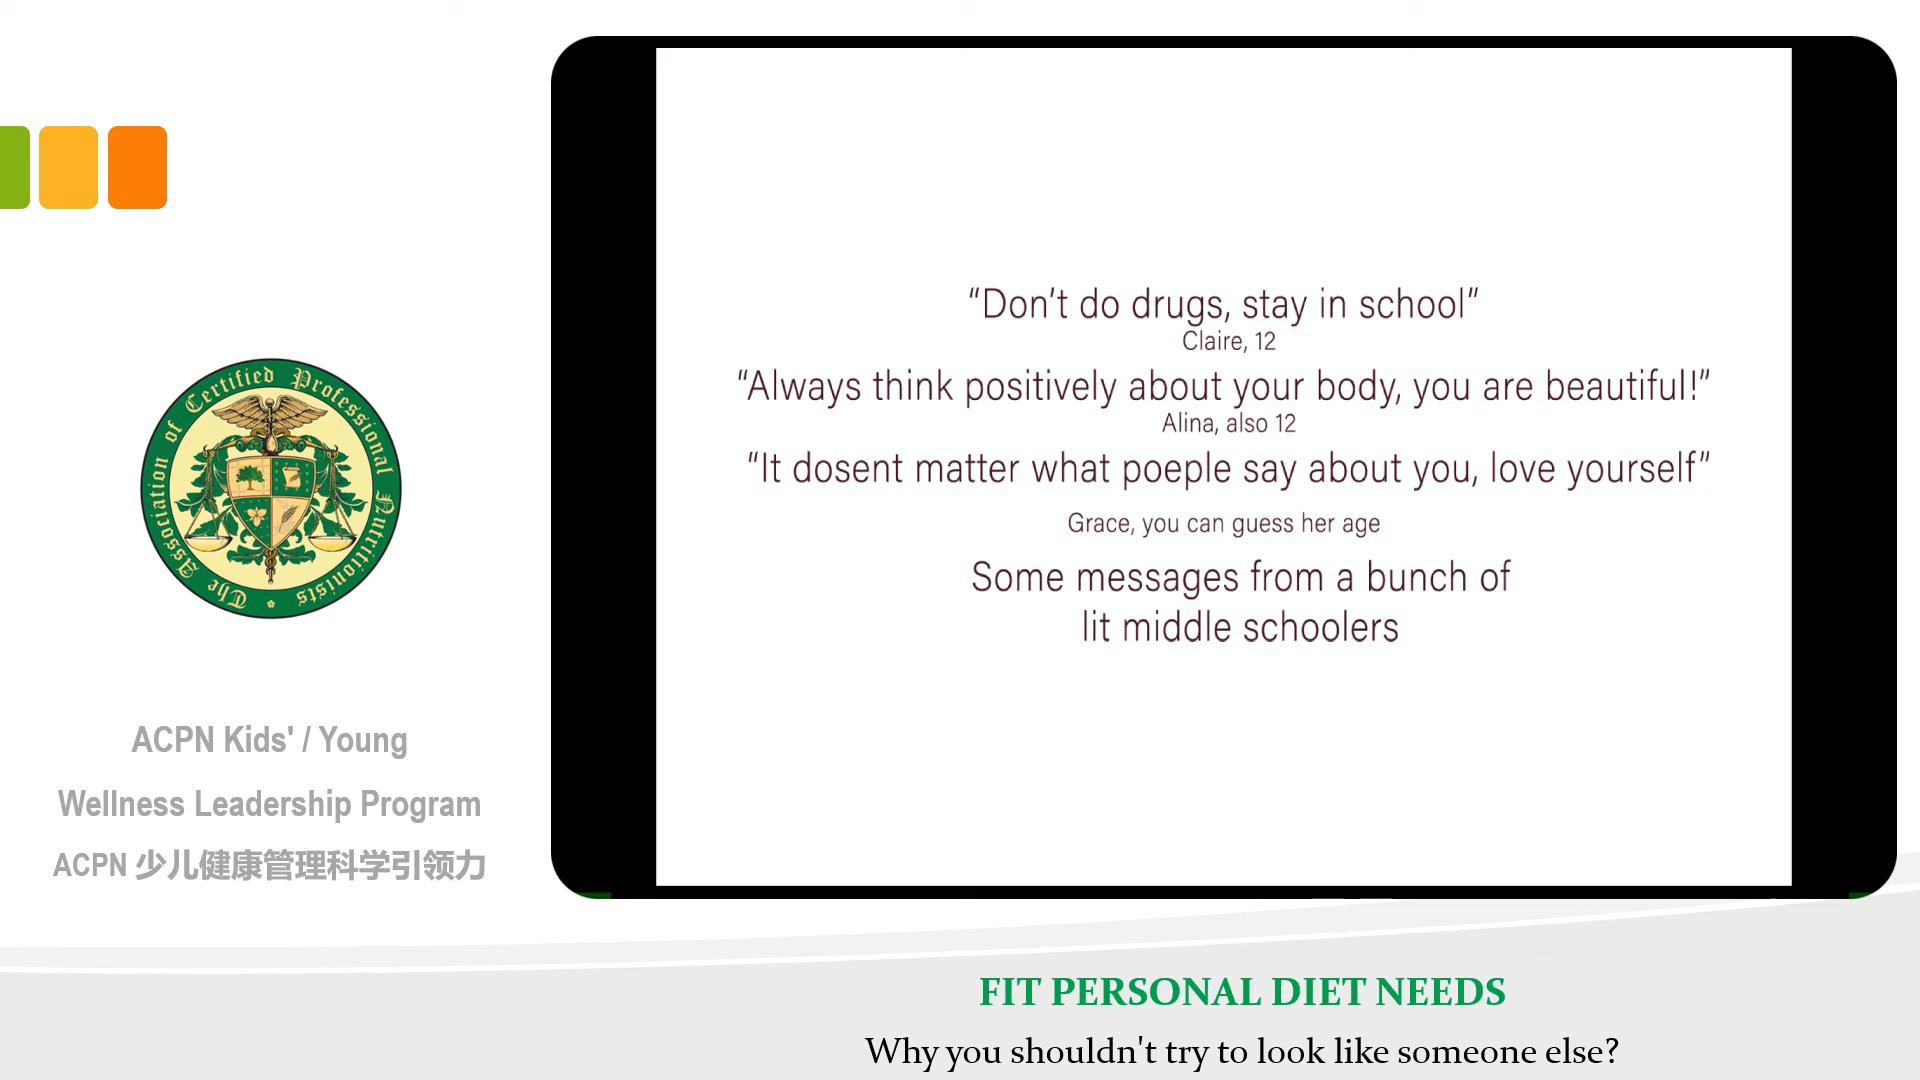 The Association of Certified Professional Nutritionists
ACPN Kids' / Young
Wellness Leadership Program
ACPN 少儿健康管理科学引领力
“Don’t do drugs, stay in school”
Claire, 12
“Always think positively about your body, you are beautiful!”
Alina, also 12
“It dosent matter what poeple say about you, love yourself”
Grace, you can guess her age
Some messages from a bunch of
lit middle schoolers
FIT PERSONAL DIET NEEDS
Why you shouldn't try to look like someone else?